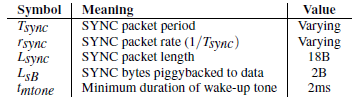 Symbol Meaning Value
Tsync SYNC packet period Varying
rsync SYNC packet rate (1/Tsync) Varying
Lsync SYNC packet length 18B
LsB SYNC bytes piggybacked to data 2B
tmtone Minimum duration of wake-up tone 2ms